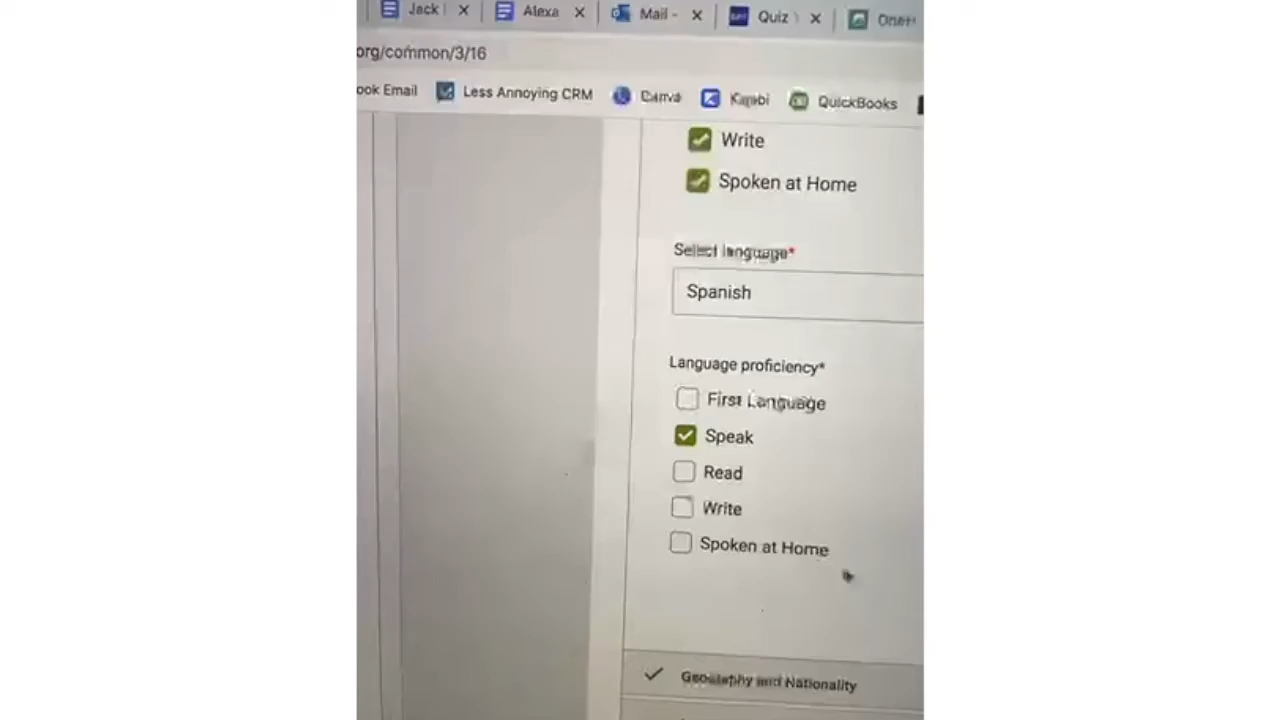 Jack
Alexa
Mail -
Quiz
org/common/3/16
ook Email
Less Annoying CRM
Canva
Kajabi
QuickBooks
Write
Spoken at Home
Select language*
Spanish
Language proficiency*
First Language
Speak
Read
Write
Spoken at Home
Geography and Nationality